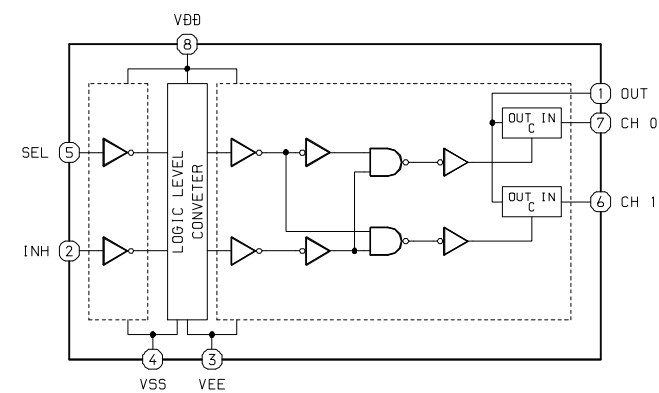 VDD
8
1 OUT
OUT IN
C
7 CH 0
SEL 5
LOGIC LEVEL
CONVETER
OUT IN
C
6 CH 1
INH 2
4
3
VSS
VEE